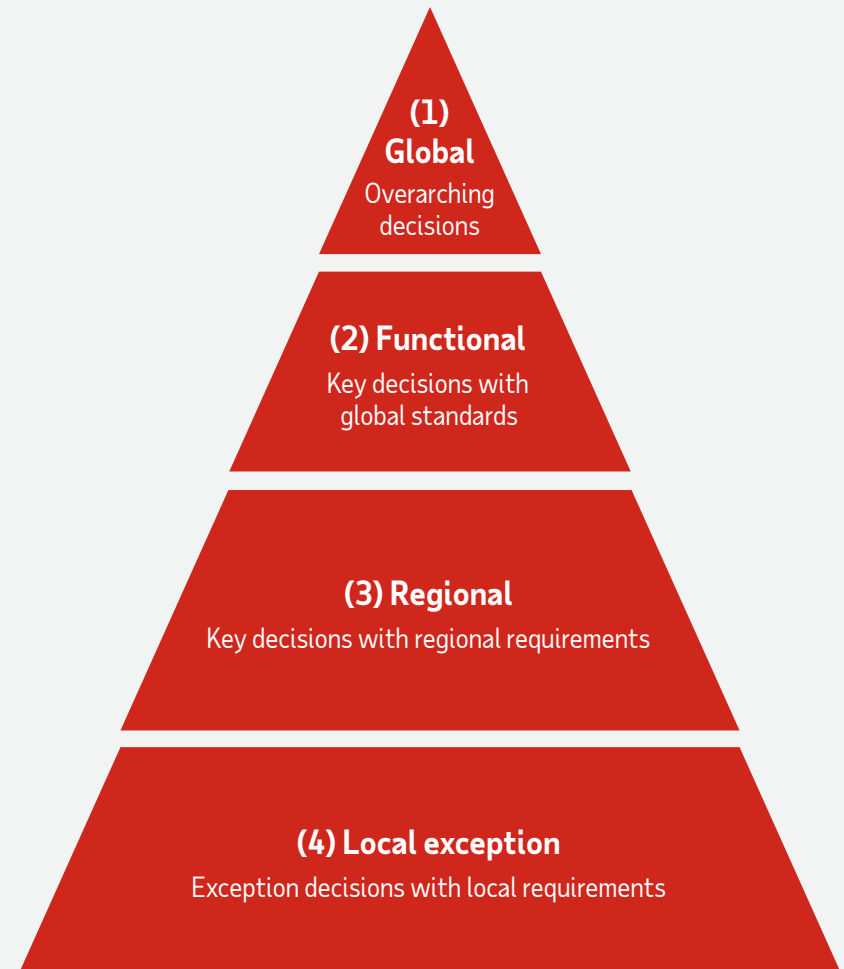 (1)
Global
Overarching
decisions
(2) Functional
Key decisions with
global standards
(3) Regional
Key decisions with regional requirements
(4) Local exception
Exception decisions with local requirements